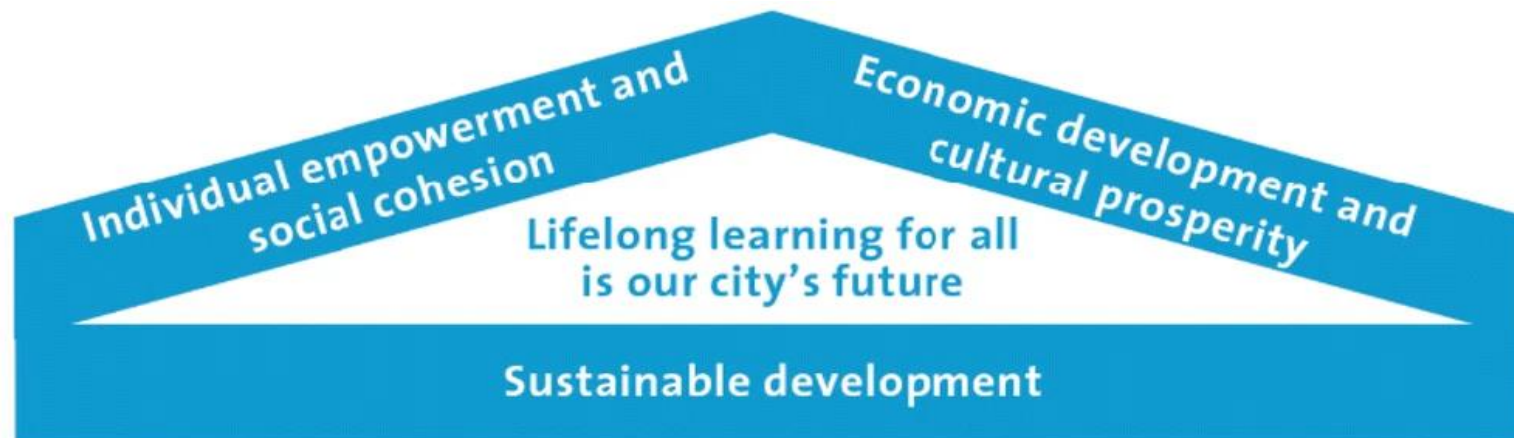 Individual empowerment and
social cohesion
Economic development and
cultural prosperity
Lifelong learning for all
is our city's future
Sustainable development